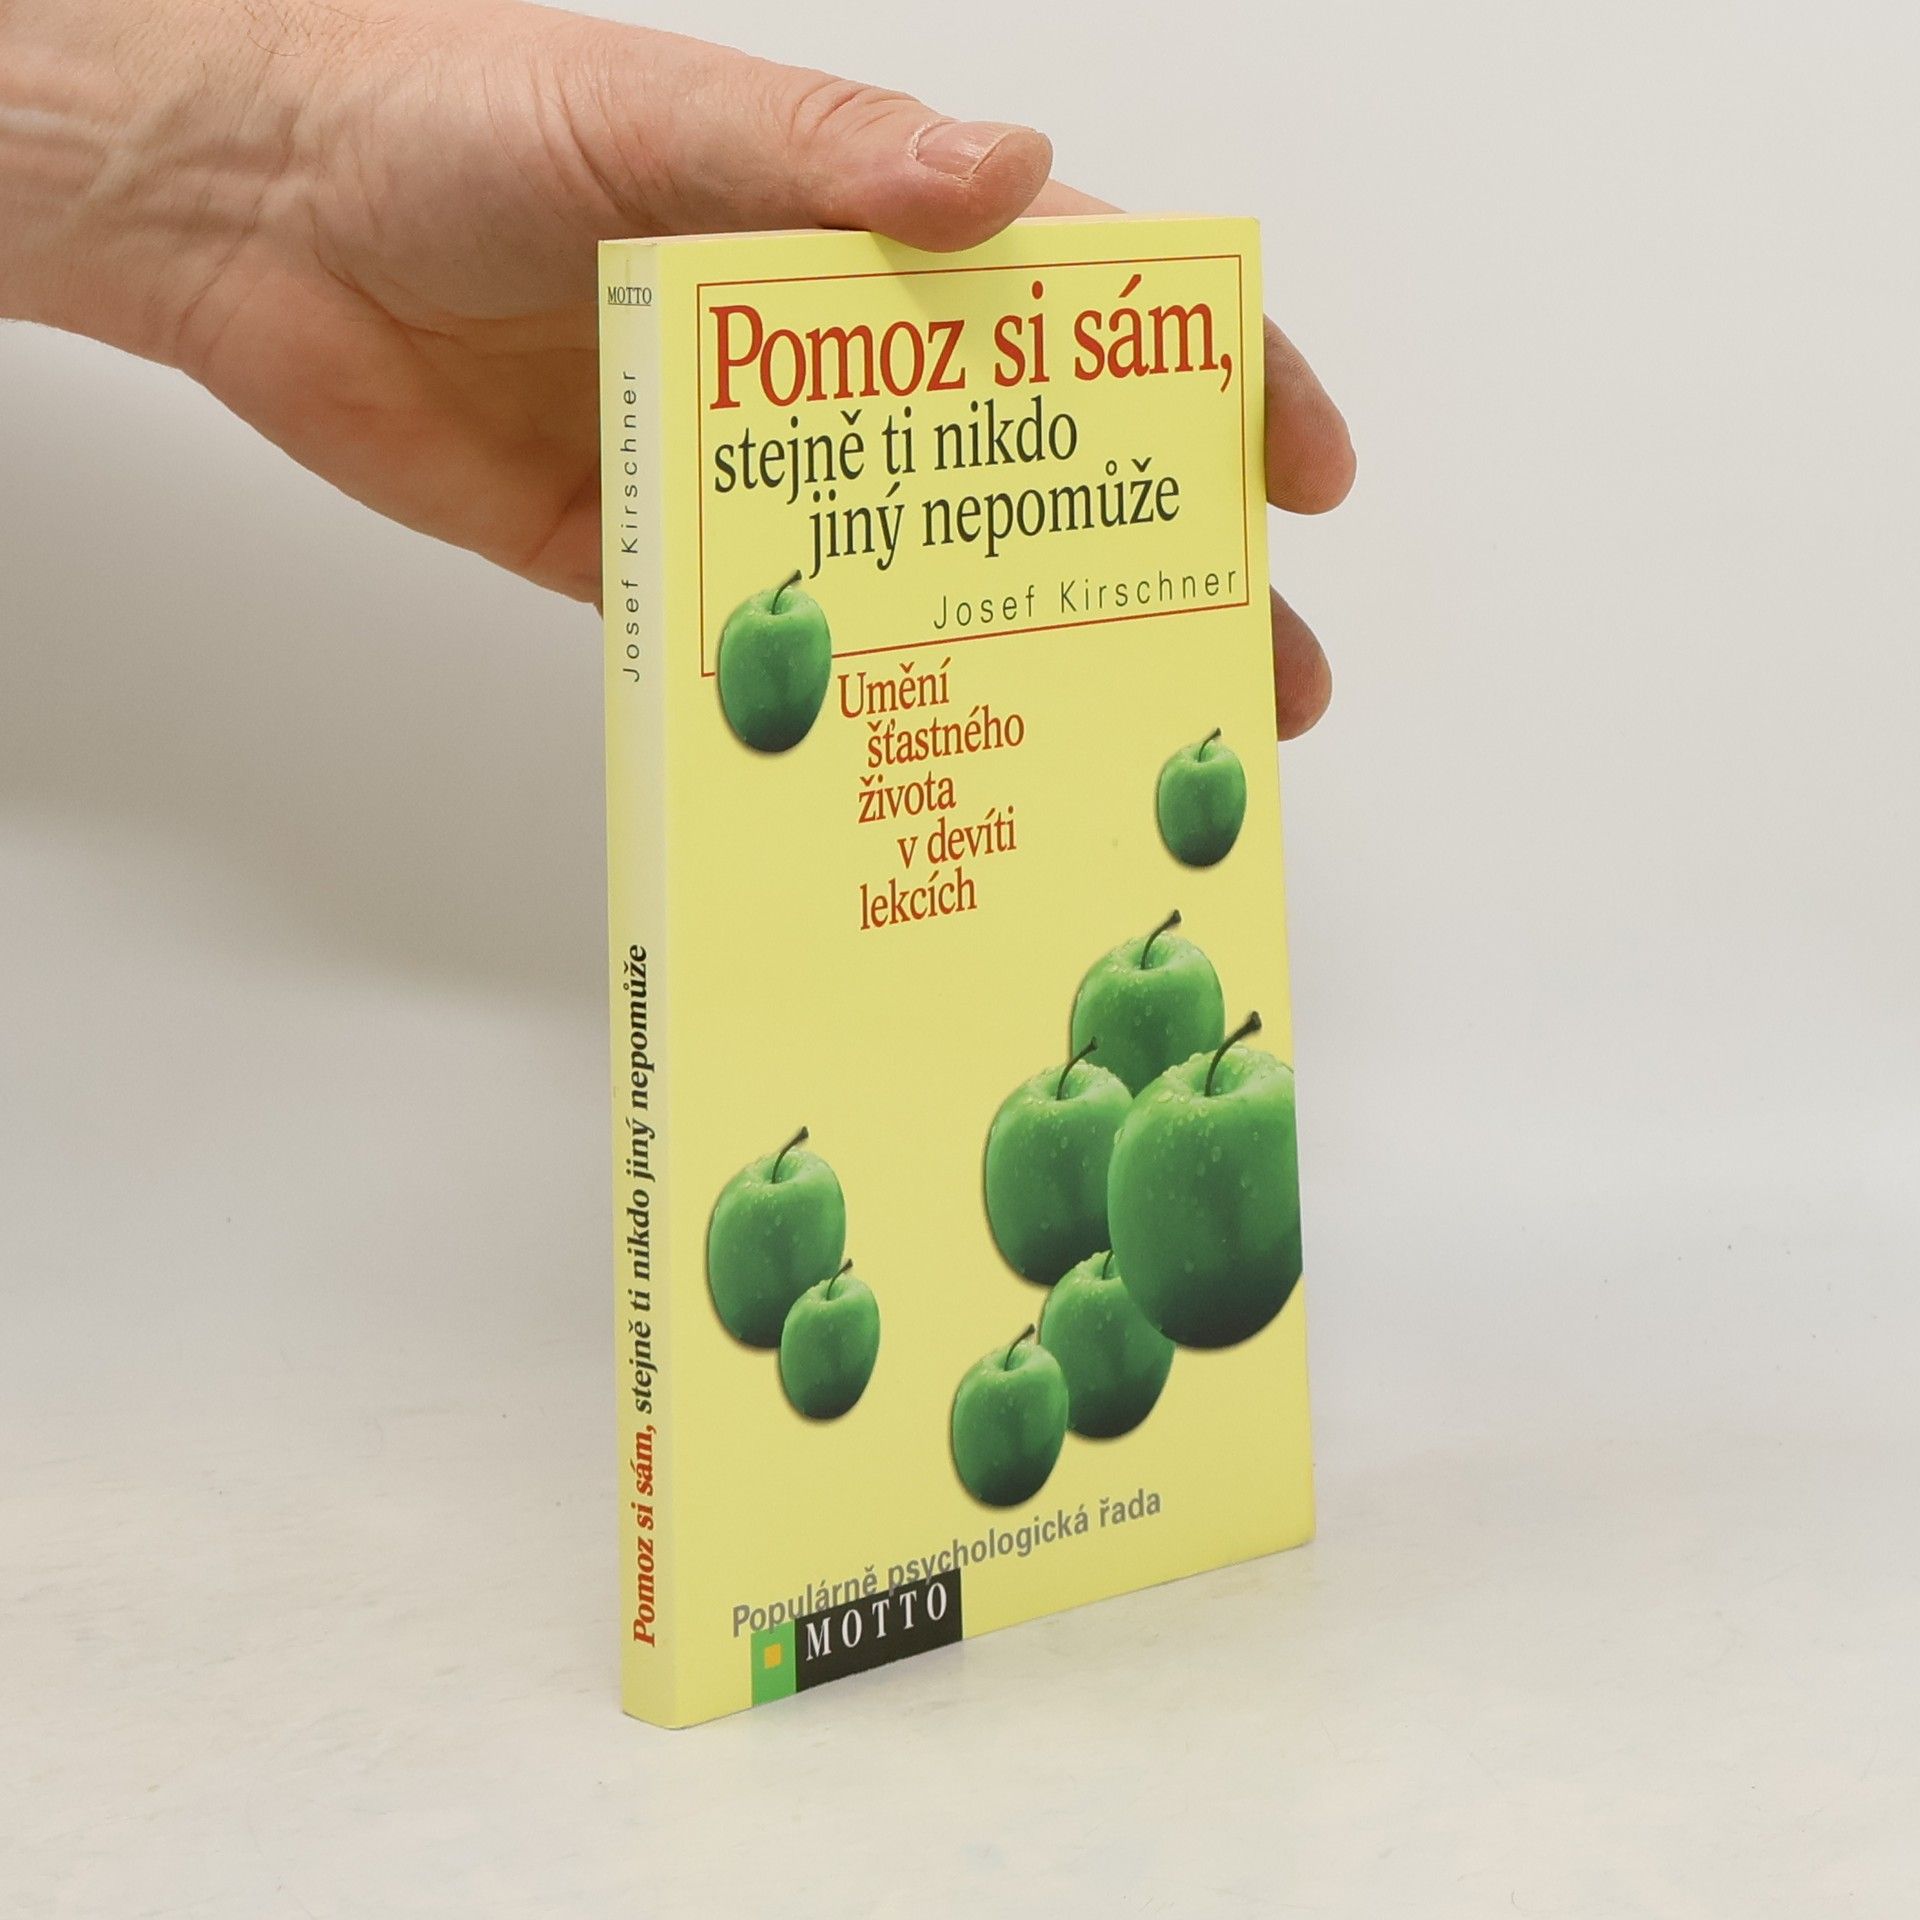 MOTTO
Josef Kirschner
Pomoz si sám, stejně ti nikdo jiný nepomůže
Pomoz si sám,
stejně ti nikdo
jiný nepomůže
Josef Kirschner
Umění
šťastného
života
v devíti
lekcích
Populárně psychologická řada
MOTTO